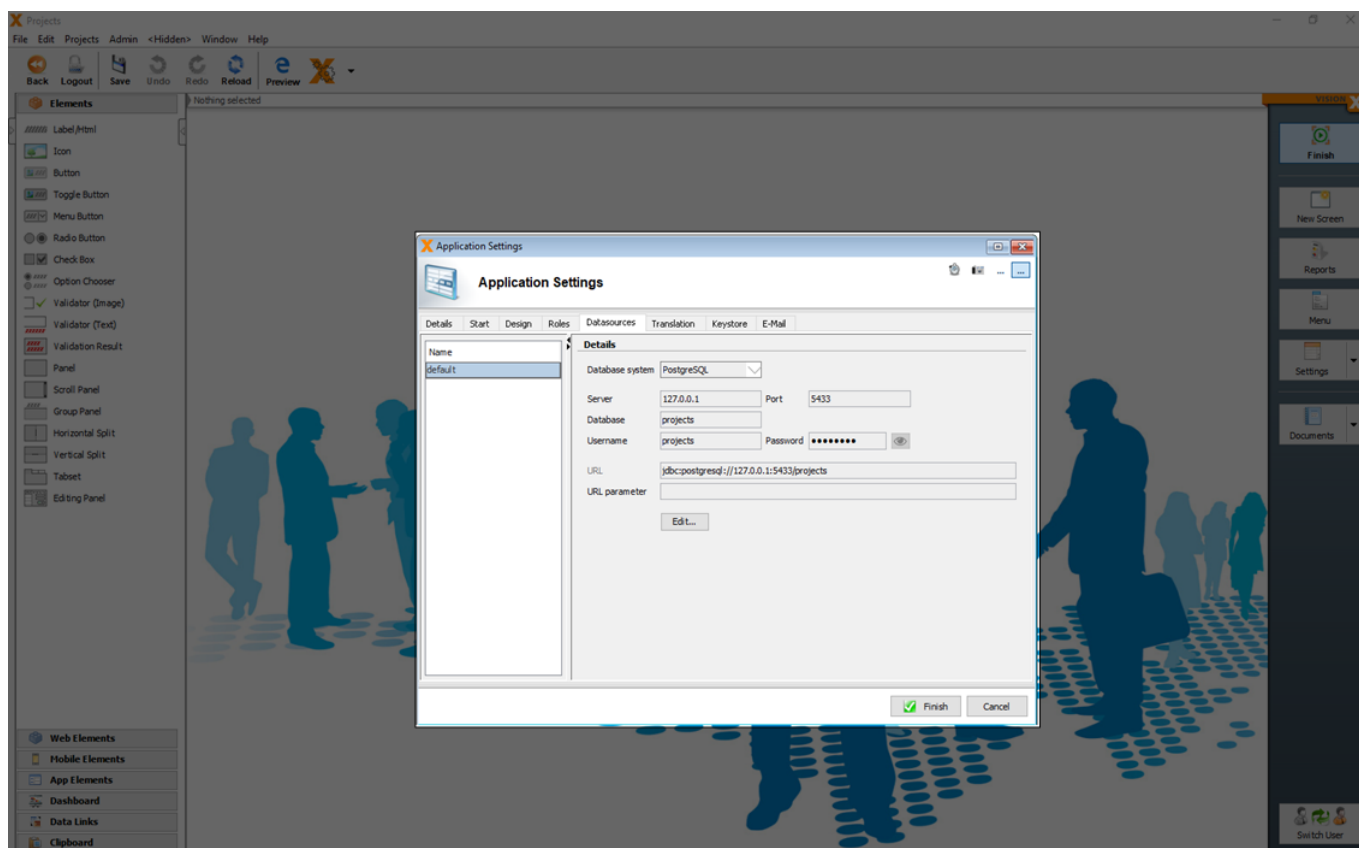 Projects
File Edit Projects Admin <Hidden> Window Help
Back Logout Save Undo Redo Reload Preview
Elements
Nothing selected
VISION X
Label/Html
Icon
Button
Toggle Button
Menu Button
Radio Button
Check Box
Option Chooser
Validator (Image)
Validator (Text)
Validation Result
Panel
Scroll Panel
Group Panel
Horizontal Split
Vertical Split
Tabset
Editing Panel
Web Elements
Mobile Elements
App Elements
Dashboard
Data Links
Clipboard
Application Settings
Application Settings
... ...
Details Start Design Roles Datasources Translation Keystore E-Mail
Name
default
Details
Database system PostgreSQL
Server 127.0.0.1 Port 5433
Database projects
Username projects Password ●●●●●●●●
URL jdbc:postgresql://127.0.0.1:5433/projects
URL parameter
Edit...
Finish Cancel
Finish
New Screen
Reports
Menu
Settings
Documents
Switch User